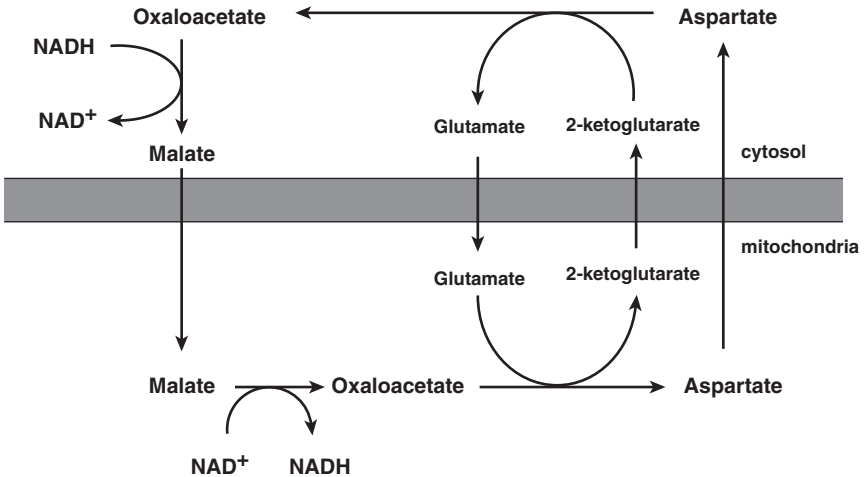 Oxaloacetate
Aspartate
NADH
NAD+
Glutamate
2-ketoglutarate
Malate
cytosol
mitochondria
Glutamate
2-ketoglutarate
Malate
Oxaloacetate
Aspartate
NAD+
NADH